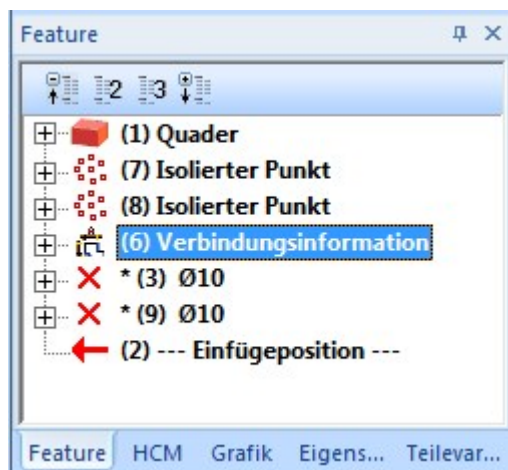 Feature
2 3
(1) Quader
(7) Isolierter Punkt
(8) Isolierter Punkt
(6) Verbindungsinformation
* (3) Ø10
* (9) Ø10
(2) --- Einfügeposition ---
Feature HCM Grafik Eigens... Teilevar...